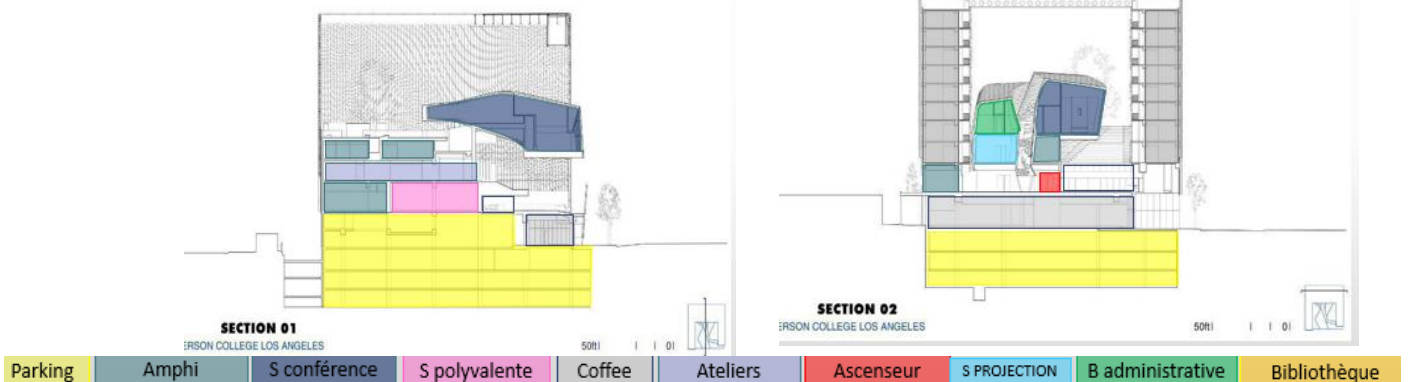 SECTION 01
ERSON COLLEGE LOS ANGELES
50ft
SECTION 02
ERSON COLLEGE LOS ANGELES
50ft
Parking
Amphi
S conférence
S polyvalente
Coffee
Ateliers
Ascenseur
S PROJECTION
B administrative
Bibliothèque